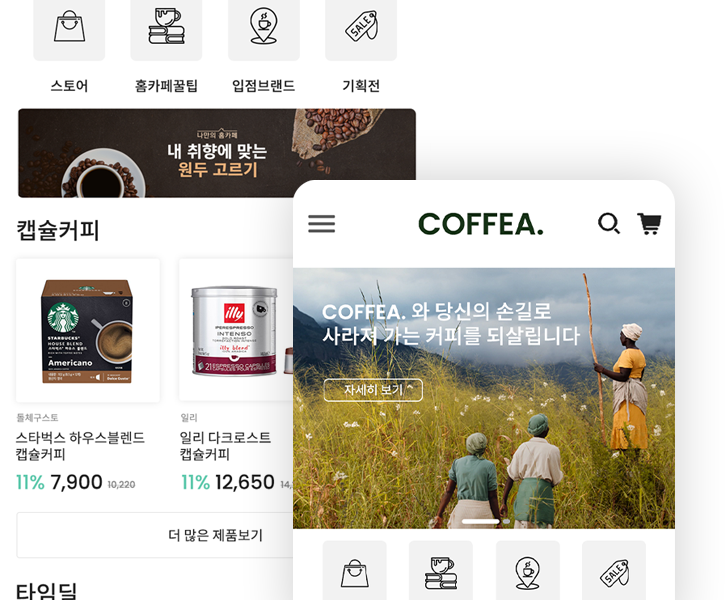 SALE
스토어
홈카페꿀팁
입점브랜드
기획전
나만의 홈카페
내 취향에 맞는
원두 고르기
캡슐커피
STARBUCKS
HOUSE BLEND
Americano
illy
IPERESPRESSO
INTENSO
illy blend
돌체구스토
스타벅스 하우스블렌드
캡슐커피
11% 7,900 10,220
일리
일리 다크로스트
캡슐커피
11% 12,650 14,
더 많은 제품보기
타임딜
COFFEA.
COFFEA. 와 당신의 손길로
사라져 가는 커피를 되살립니다
자세히 보기
SALE